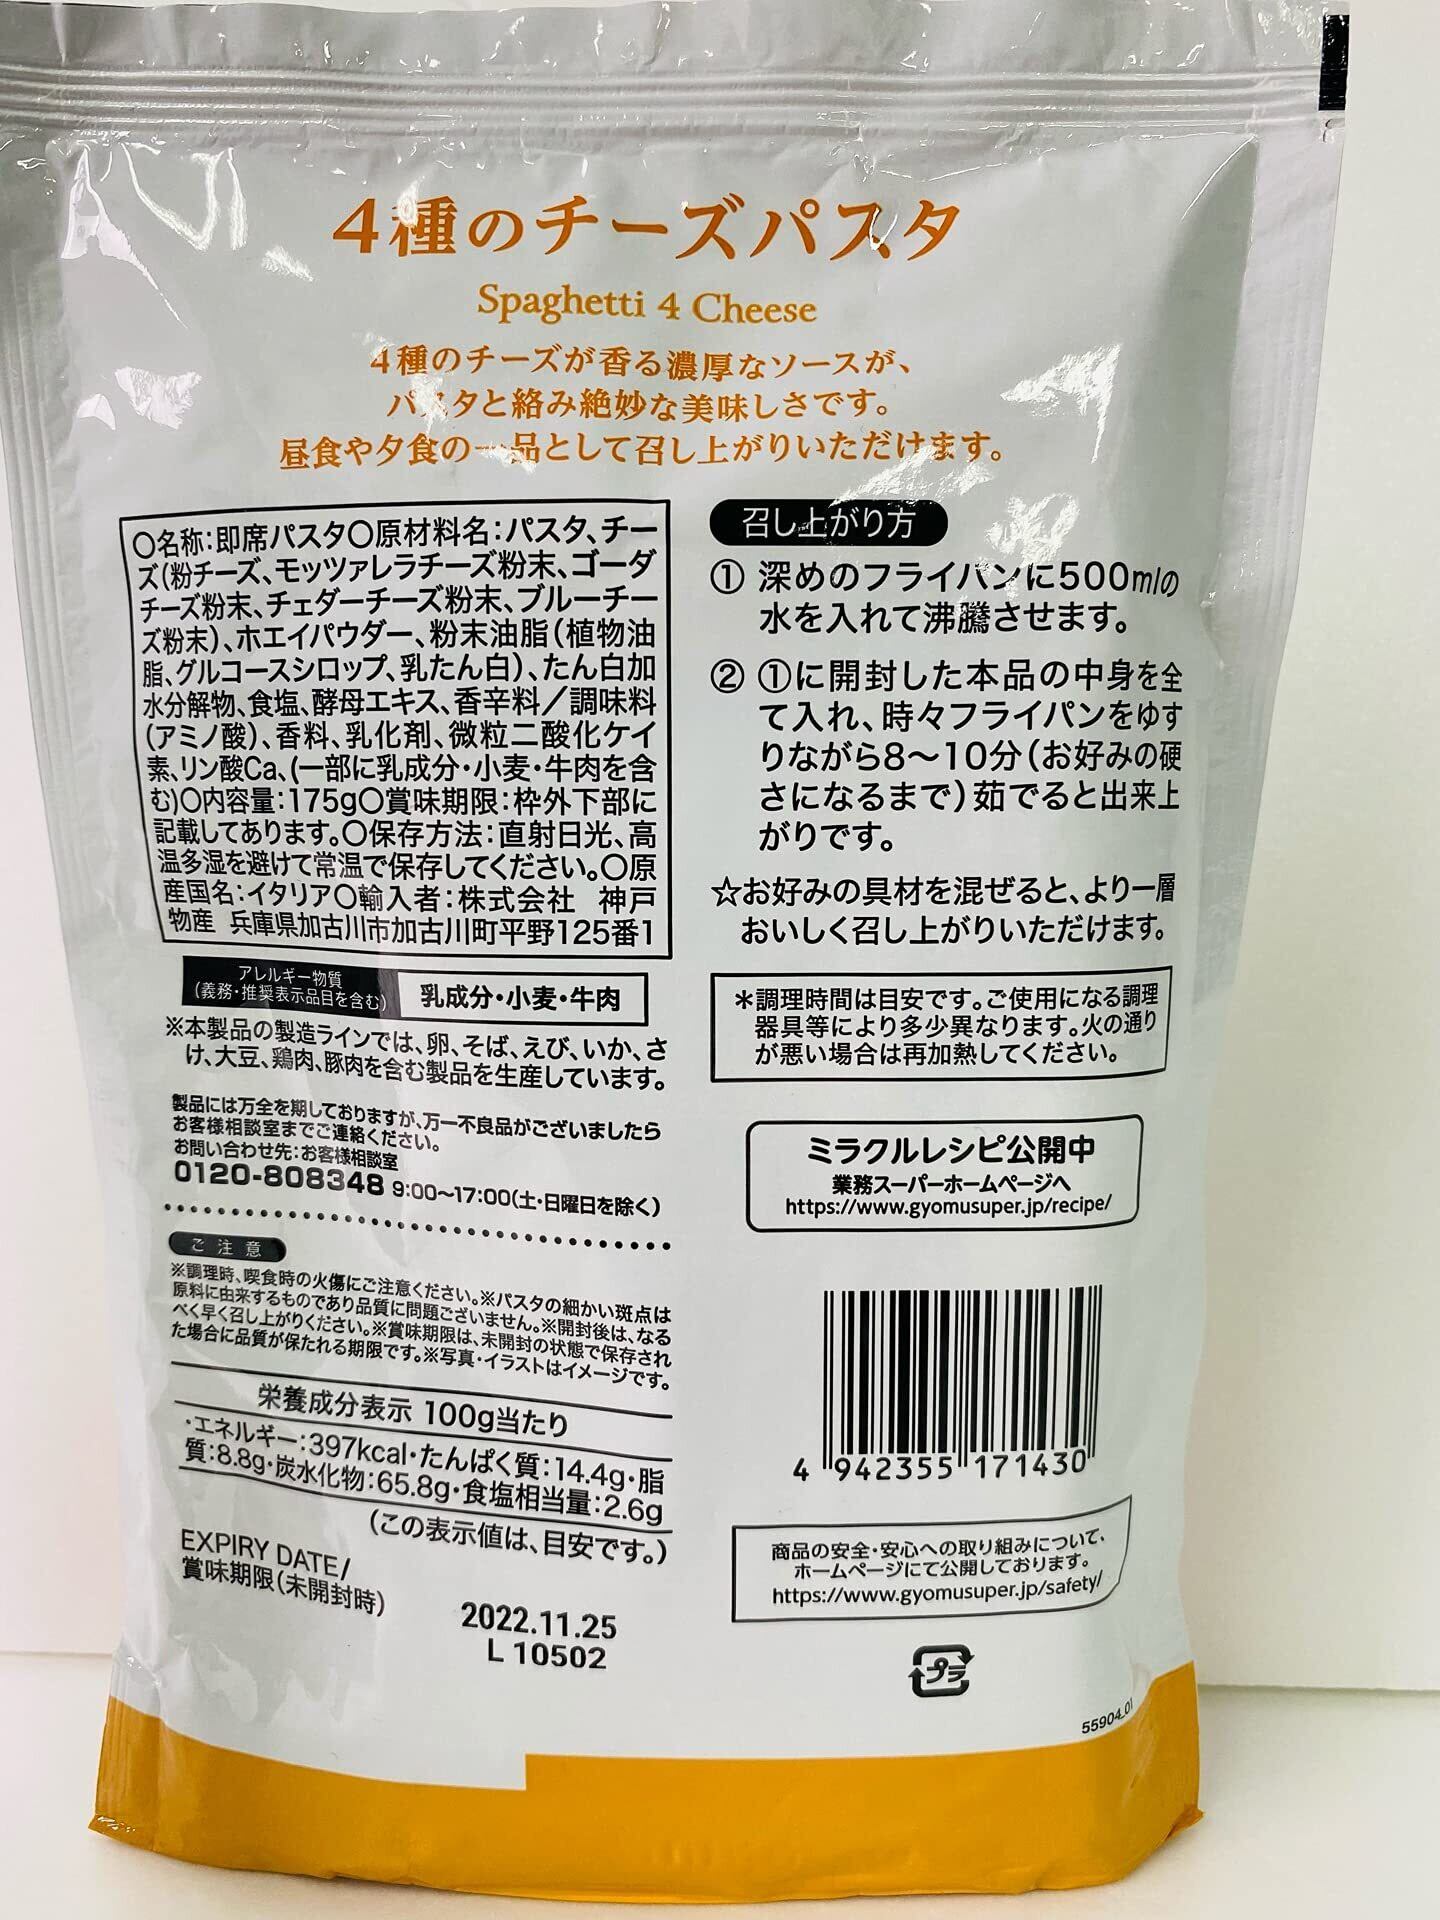 4種のチーズパスタ
Spaghetti 4 Cheese
4種のチーズが香る濃厚なソースが、
パスタと絡み絶妙な美味しさです。
昼食や夕食の一品として召し上がりいただけます。
〇名称:即席パスタ〇原材料名:パスタ、チー
ズ(粉チーズ、モッツァレラチーズ粉末、ゴーダ
チーズ粉末、チェダーチーズ粉末、ブルーチー
ズ粉末)、ホエイパウダー、粉末油脂(植物油
脂、グルコースシロップ、乳たん白)、たん白加
水分解物、食塩、酵母エキス、香辛料/調味料
(アミノ酸)、香料、乳化剤、微粒二酸化ケイ
素、リン酸Ca、(一部に乳成分・小麦・牛肉を含
む)〇内容量:175g〇賞味期限:枠外下部に
記載してあります。〇保存方法:直射日光、高
温多湿を避けて常温で保存してください。〇原
産国名:イタリア〇輸入者:株式会社 神戸
物産 兵庫県加古川市加古川町平野125番1
アレルギー物質
(義務・推奨表示品目を含む)
乳成分・小麦・牛肉
※本製品の製造ラインでは、卵、そば、えび、いか、さ
け、大豆、鶏肉、豚肉を含む製品を生産しています。
製品には万全を期しておりますが、万一不良品がございましたら
お客様相談室までご連絡ください。
お問い合わせ先:お客様相談室
0120-808348 9:00〜17:00(土・日曜日を除く)
ご注意
※調理時、喫食時の火傷にご注意ください。※パスタの細かい斑点は
原料に由来するものであり品質に問題ございません。※開封後は、なる
べく早く召し上がりください。※賞味期限は、未開封の状態で保存され
た場合に品質が保たれる期限です。※写真・イラストはイメージです。
栄養成分表示 100g当たり
・エネルギー:397kcal・たんぱく質:14.4g・脂
質:8.8g・炭水化物:65.8g・食塩相当量:2.6g
(この表示値は、目安です。)
EXPIRY DATE/
賞味期限(未開封時)
2022.11.25
L 10502
召し上がり方
① 深めのフライパンに500mlの
水を入れて沸騰させます。
② ①に開封した本品の中身を全
て入れ、時々フライパンをゆす
りながら8〜10分(お好みの硬
さになるまで)茹でると出来上
がりです。
☆お好みの具材を混ぜると、より一層
おいしく召し上がりいただけます。
＊調理時間は目安です。ご使用になる調理
器具等により多少異なります。火の通り
が悪い場合は再加熱してください。
ミラクルレシピ公開中
業務スーパーホームページへ
https://www.gyomusuper.jp/recipe/
4 942355 171430
商品の安全・安心への取り組みについて、
ホームページにて公開しております。
https://www.gyomusuper.jp/safety/
プラ
55904_01